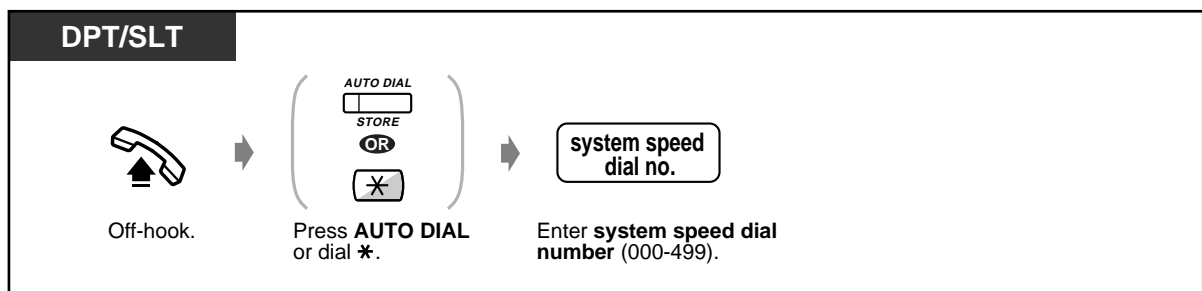 DPT/SLT
AUTO DIAL
STORE
OR
system speed
dial no.
Off-hook.
Press AUTO DIAL
or dial *.
Enter system speed dial
number (000-499).